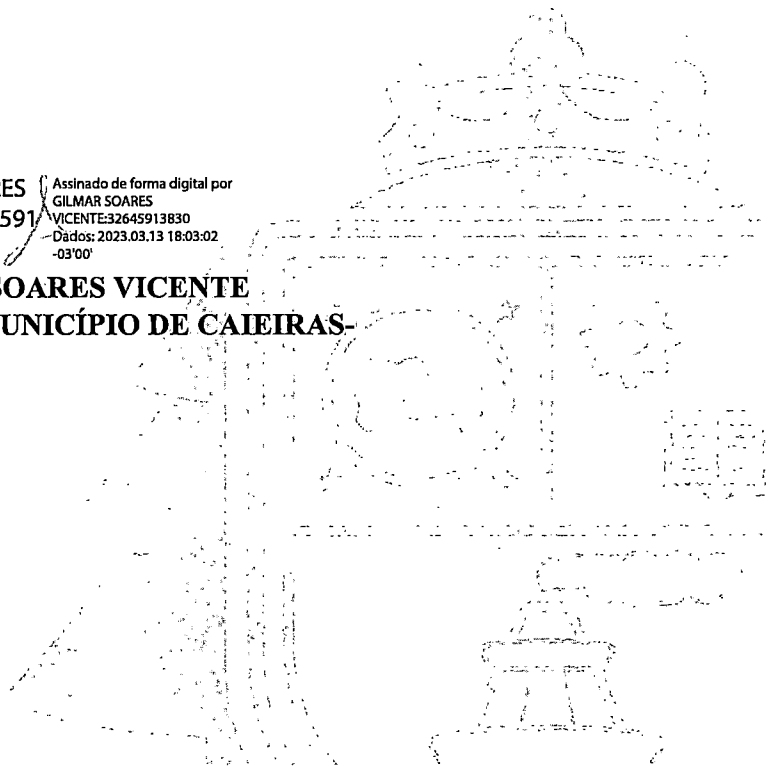 ES
591
Assinado de forma digital por
GILMAR SOARES
VICENTE:32645913830
Dados: 2023.03.13 18:03:02
-03'00'
SOARES VICENTE
UNICÍPIO DE CAIEIRAS-